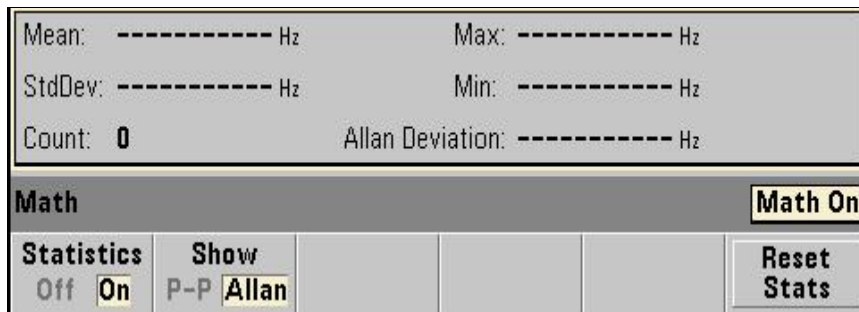 Mean: ----------- Hz Max: ----------- Hz
StdDev: ----------- Hz Min: ----------- Hz
Count: 0 Allan Deviation: ----------- Hz
Math Math On
Statistics Show Reset
Off On P-P Allan Stats